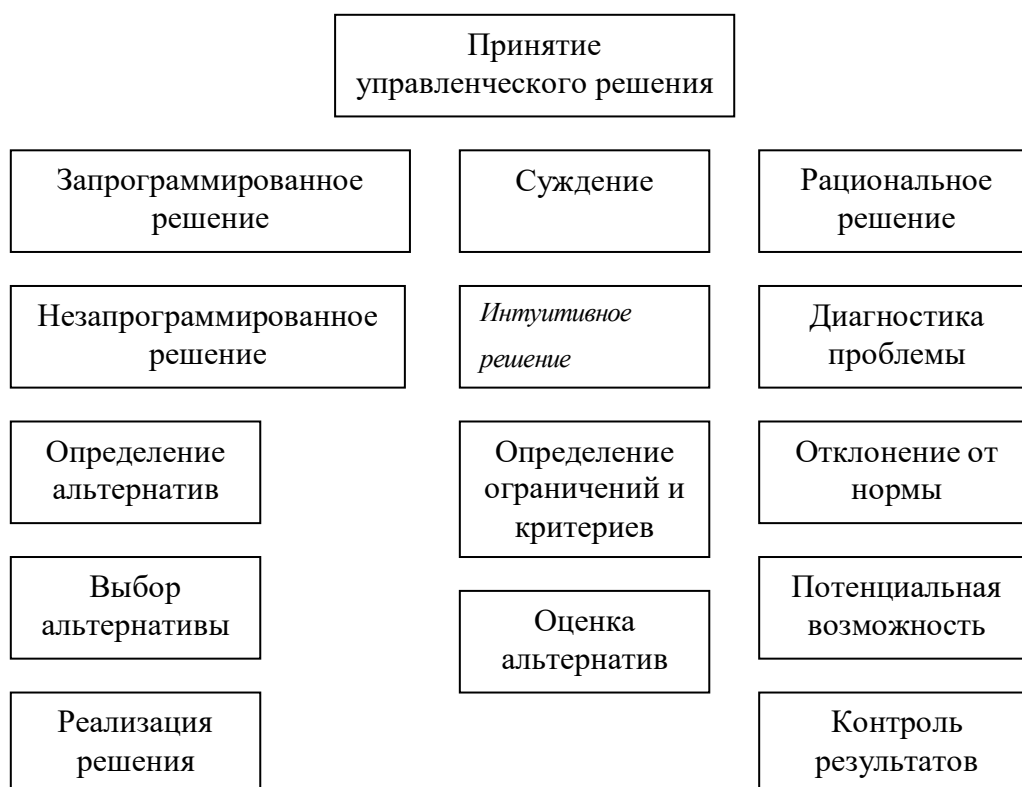 Принятие
управленческого решения
Запрограммированное
решение
Суждение
Рациональное
решение
Незапрограммированное
решение
Интуитивное
решение
Диагностика
проблемы
Определение
альтернатив
Определение
ограничений и
критериев
Отклонение от
нормы
Выбор
альтернативы
Оценка
альтернатив
Потенциальная
возможность
Реализация
решения
Контроль
результатов